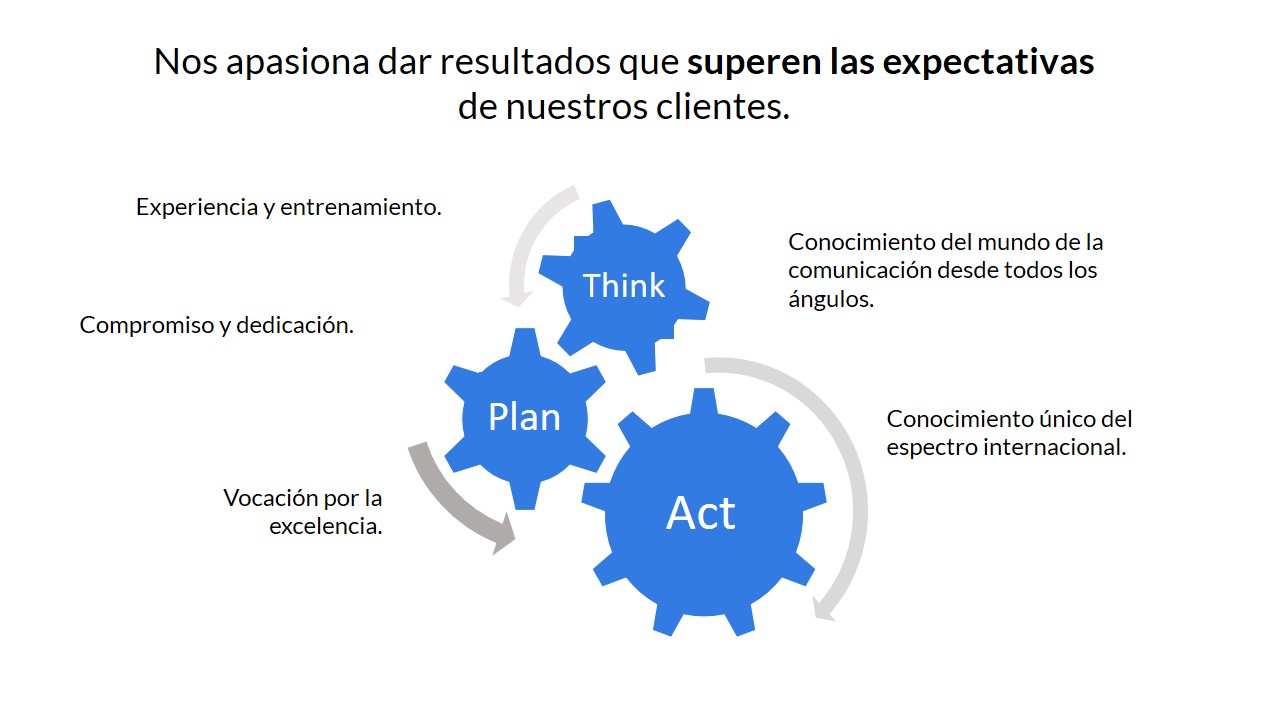 Nos apasiona dar resultados que superen las expectativas
de nuestros clientes.
Experiencia y entrenamiento.
Compromiso y dedicación.
Vocación por la
excelencia.
Think
Plan
Act
Conocimiento del mundo de la
comunicación desde todos los
ángulos.
Conocimiento único del
espectro internacional.